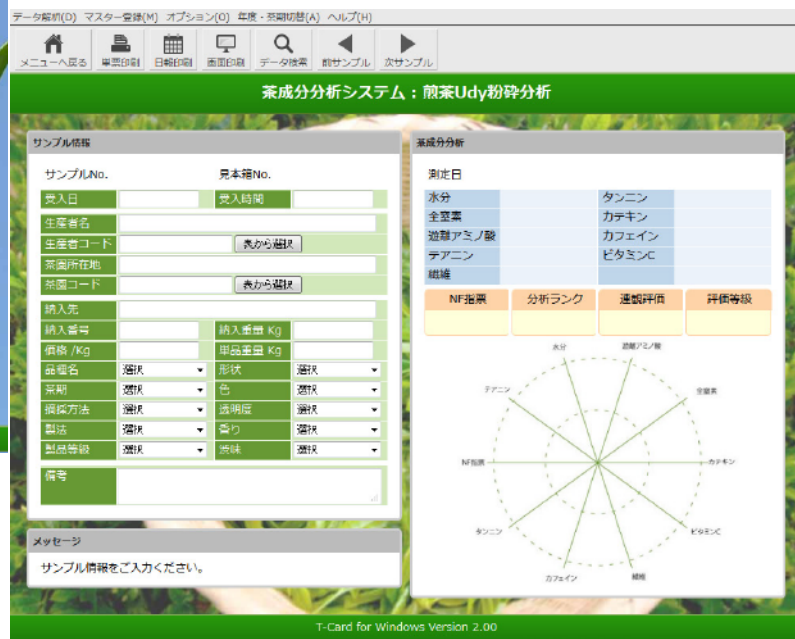 データ解析(D) マスター登録(M) オプション(O) 年度・茶期切替(A) ヘルプ(H)
メニューへ戻る 単票印刷 日報印刷 画面印刷 データ検索 前サンプル 次サンプル
茶成分分析システム：煎茶Udy粉砕分析
サンプル情報
サンプルNo. 見本箱No.
受入日 受入時間
生産者名
生産者コード 表から選択
茶園所在地
茶園コード 表から選択
納入先
納入番号 納入重量 Kg
価格 /Kg 単品重量 Kg
品種名 選択 形状 選択
茶期 選択 色 選択
摘採方法 選択 透明度 選択
製法 選択 香り 選択
製品等級 選択 渋味 選択
備考
メッセージ
サンプル情報をご入力ください。
茶成分分析
測定日
水分 タンニン
全窒素 カテキン
遊離アミノ酸 カフェイン
テアニン ビタミンC
繊維
NF指票 分析ランク 達観評価 評価等級
水分 遊離アミノ酸
テアニン 全窒素
NF指票 カテキン
タンニン ビタミンC
カフェイン 繊維
T-Card for Windows Version 2.00